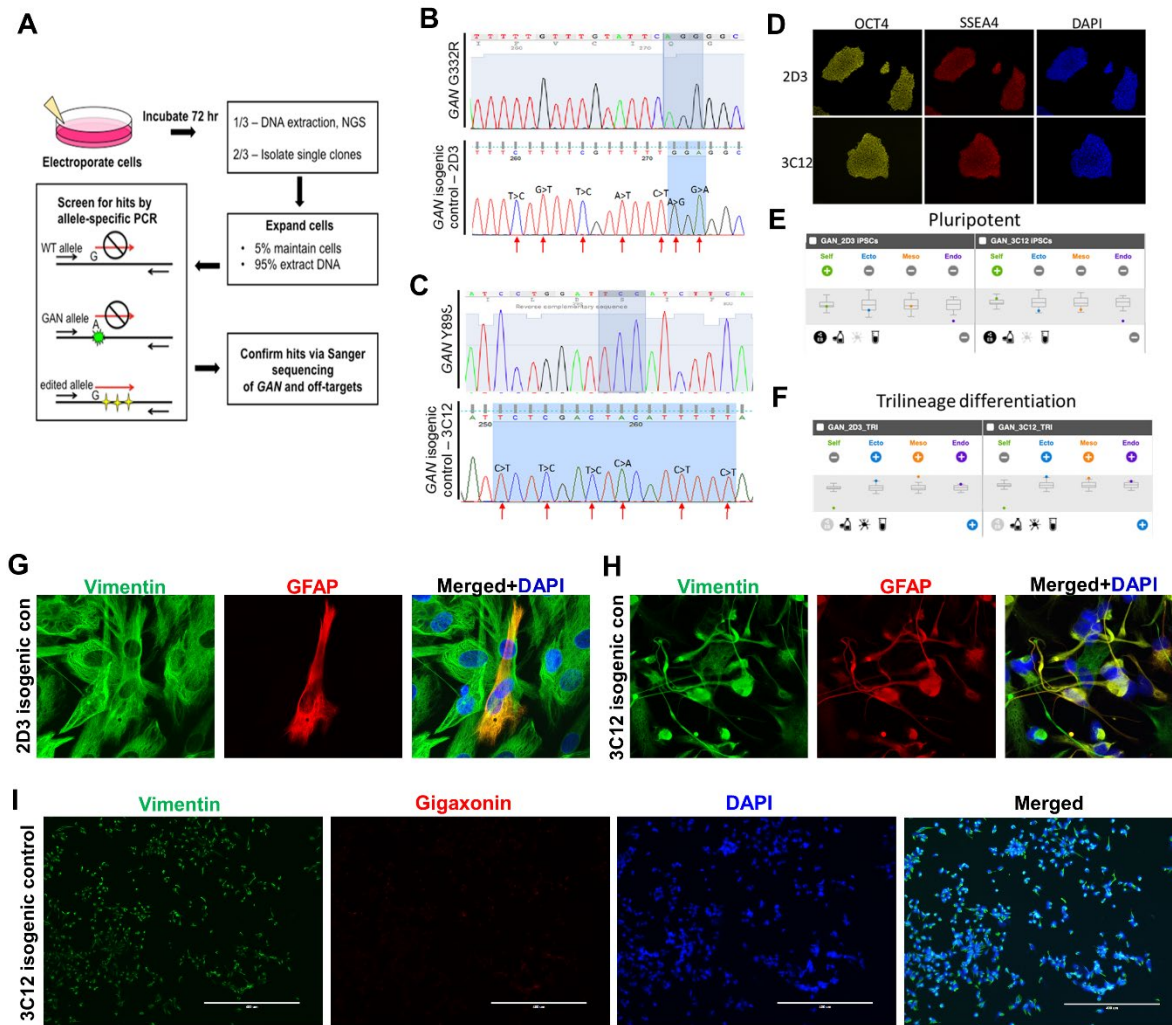 A
Electroporate cells
Incubate 72 hr
1/3 – DNA extraction, NGS
2/3 – Isolate single clones
Expand cells
• 5% maintain cells
• 95% extract DNA
Screen for hits by
allele-specific PCR
WT allele
G
GAN allele
A
edited allele
G
Confirm hits via Sanger
sequencing
of GAN and off-targets
B
GAN G332R
T T T T T G T T T G T A T T C A G G G G C
270
GAN isogenic
control – 2D3
260
270
T>C
G>T
T>C
A>T
C>T
A>G
G>A
C
GAN Y89S
A T C C T G G A T T C C A T C T T C A
Reverse complementary sequence
GAN isogenic
control – 3C12
A T T C T C G A C T A C A T T T T T A
250
260
C>T
T>C
T>C
C>A
C>T
C>T
D
OCT4
SSEA4
DAPI
2D3
3C12
E
Pluripotent
GAN_2D3 iPSCs
GAN_3C12 iPSCs
Self Ecto Meso Endo
Self Ecto Meso Endo
F
Trilineage differentiation
GAN_2D3_TRI
GAN_3C12_TRI
Self Ecto Meso Endo
Self Ecto Meso Endo
G
Vimentin
GFAP
Merged+DAPI
2D3 isogenic con
H
Vimentin
GFAP
Merged+DAPI
3C12 isogenic con
I
Vimentin
Gigaxonin
DAPI
Merged
3C12 isogenic control